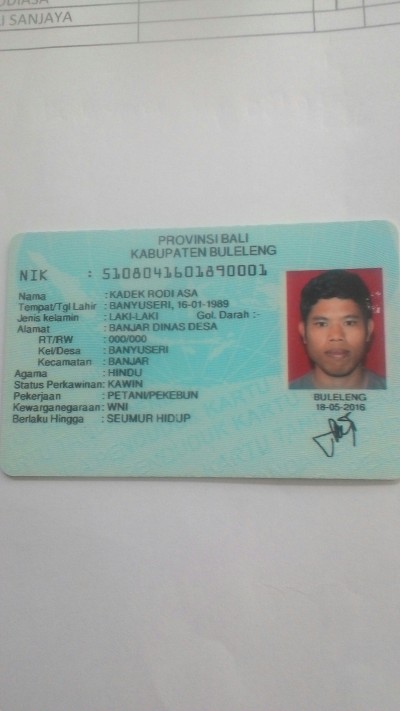 J SANJAYA
PROVINSI BALI
KABUPATEN BULELENG
NIK : 5108041601890001
Nama : KADEK RODI ASA
Tempat/Tgl Lahir : BANYUSERI, 16-01-1989
Jenis kelamin : LAKI-LAKI Gol. Darah :-
Alamat : BANJAR DINAS DESA
RT/RW : 000/000
Kel/Desa : BANYUSERI
Kecamatan : BANJAR
Agama : HINDU
Status Perkawinan: KAWIN
Pekerjaan : PETANI/PEKEBUN
Kewarganegaraan: WNI
Berlaku Hingga : SEUMUR HIDUP
BULELENG
18-05-2016